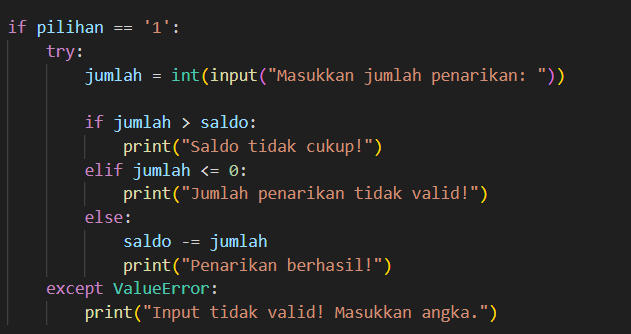 if pilihan == '1':
    try:
        jumlah = int(input("Masukkan jumlah penarikan: "))

        if jumlah > saldo:
            print("Saldo tidak cukup!")
        elif jumlah <= 0:
            print("Jumlah penarikan tidak valid!")
        else:
            saldo -= jumlah
            print("Penarikan berhasil!")
    except ValueError:
        print("Input tidak valid! Masukkan angka.")